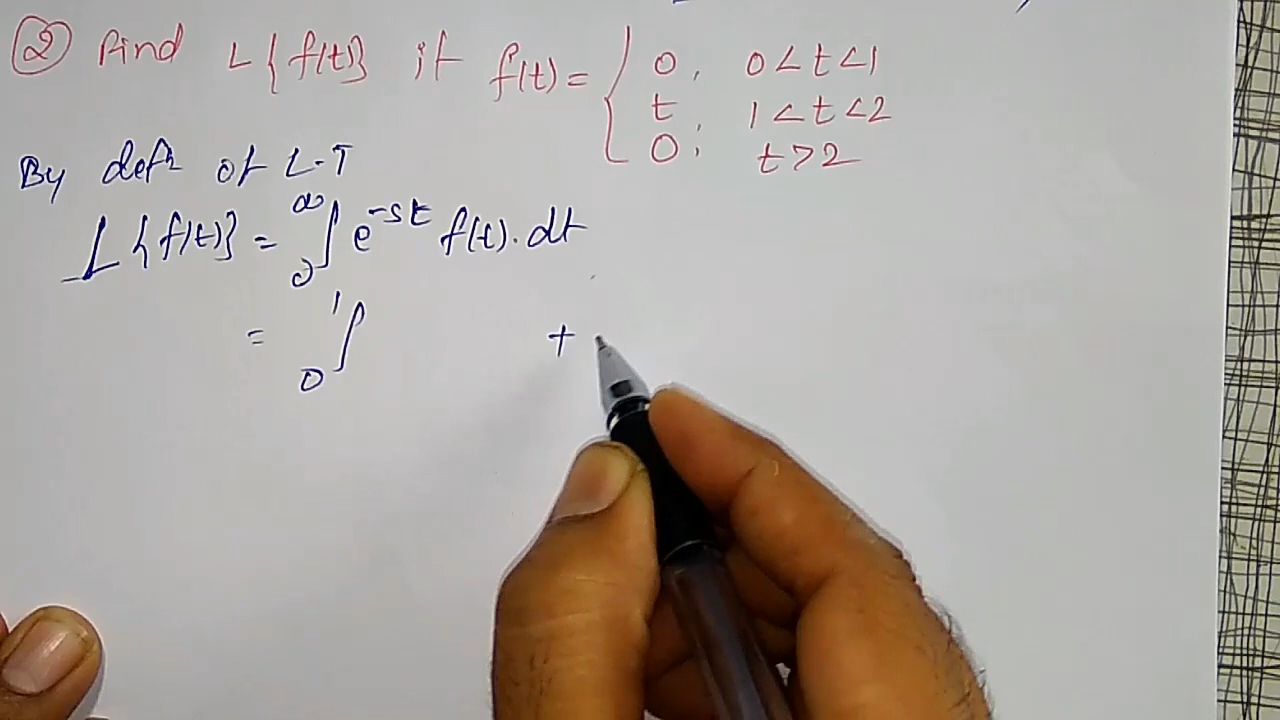 ② Find L{f(t)} if f(t) = { 0, 0<t<1
t 1<t<2
0; t>2
By defn of L.T
L{f(t)} = ∞∫0 e^-st f(t).dt
= 1∫0 +